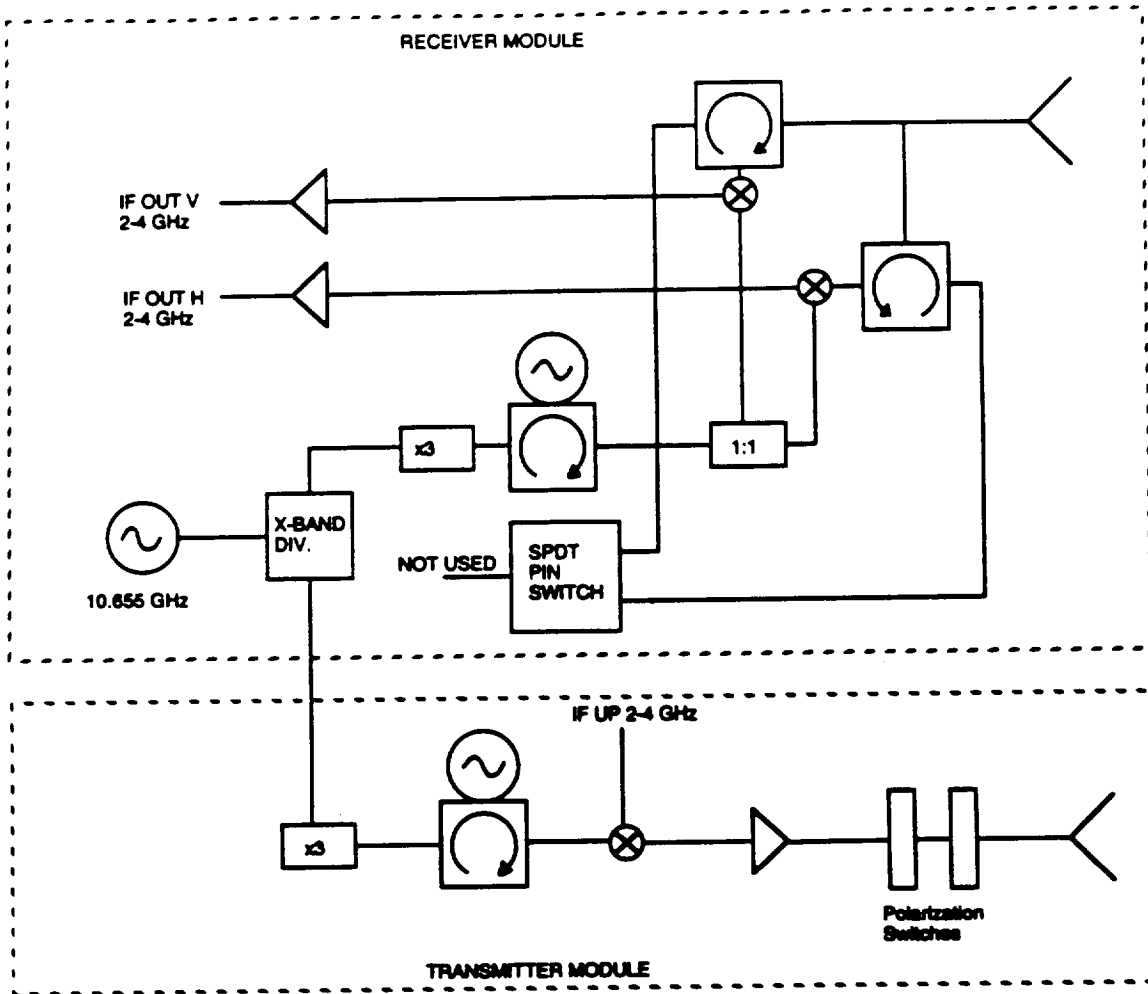 RECEIVER MODULE
IF OUT V
2-4 GHz
IF OUT H
2-4 GHz
x3
1:1
X-BAND
DIV.
10.655 GHz
NOT USED
SPDT
PIN
SWITCH
IF UP 2-4 GHz
x3
Polarization
Switches
TRANSMITTER MODULE